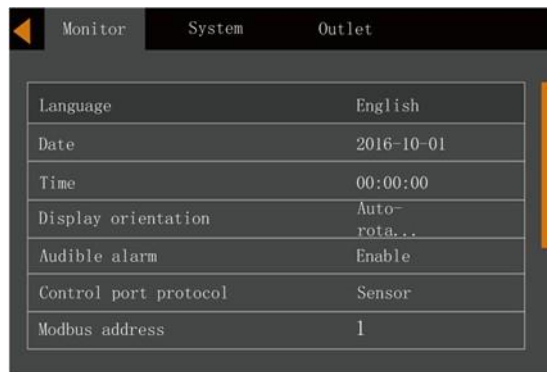 Monitor System Outlet
Language English
Date 2016-10-01
Time 00:00:00
Display orientation Auto-
rota...
Audible alarm Enable
Control port protocol Sensor
Modbus address 1